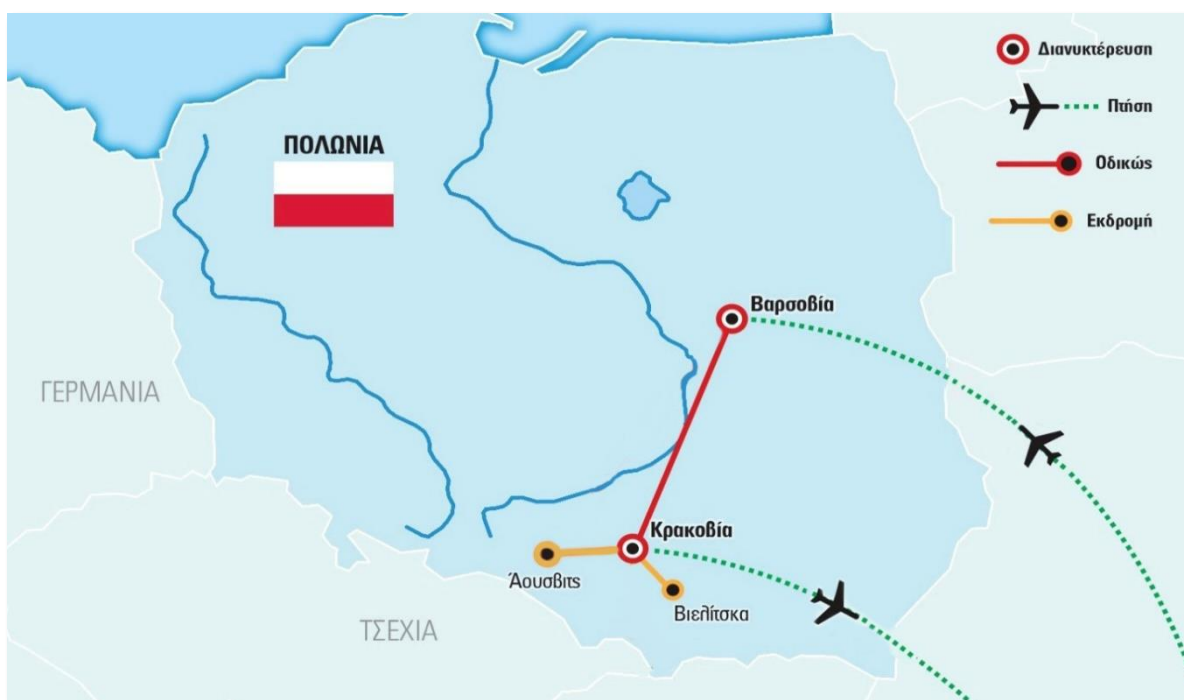 Διανυκτέρευση
Πτήση
ΠΟΛΩΝΙΑ
Οδικώς
Εκδρομή
Βαρσοβία
ΓΕΡΜΑΝΙΑ
Κρακοβία
Άουσβιτς
Βιελίτσκα
ΤΣΕΧΙΑ